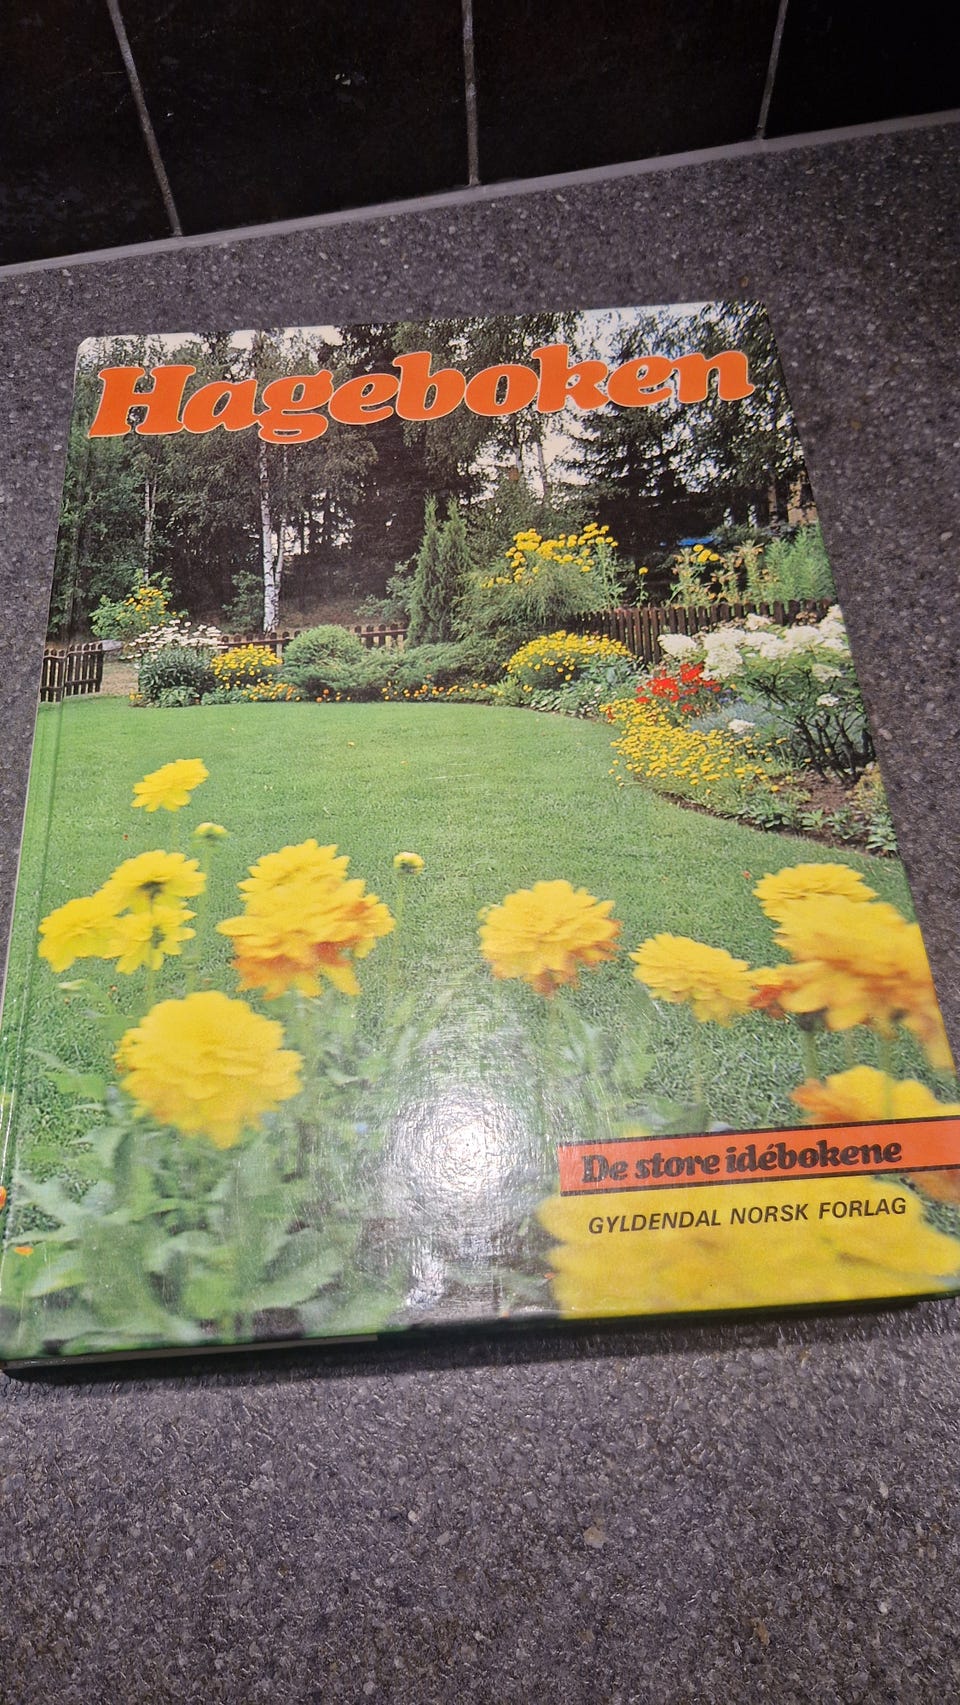 Hageboken
De store idébokene
GYLDENDAL NORSK FORLAG